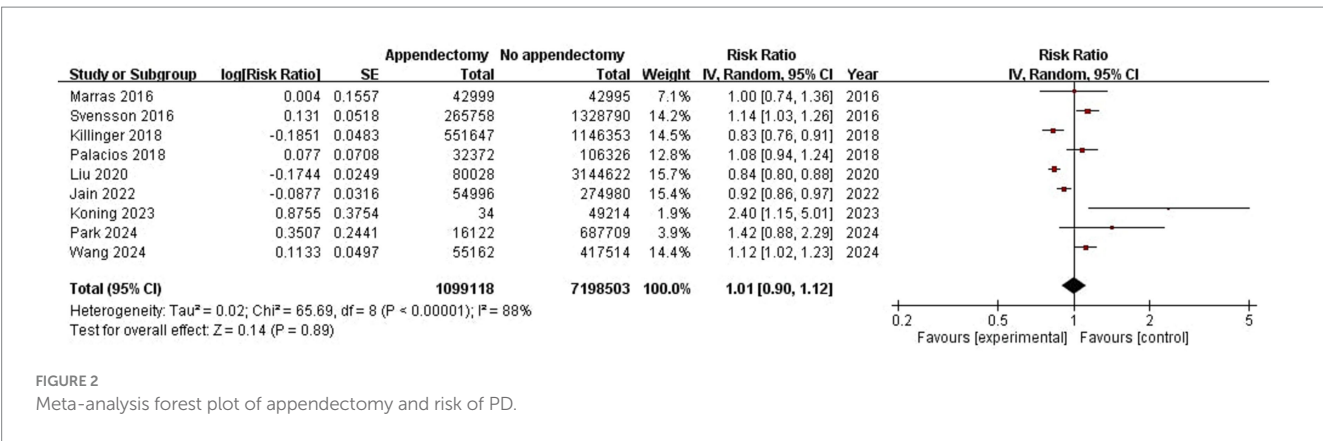 Appendectomy No appendectomy Risk Ratio Risk Ratio
Study or Subgroup log[Risk Ratio] SE Total Total Weight IV, Random, 95% CI Year IV, Random, 95% CI
Marras 2016 0.004 0.1557 42999 42995 7.1% 1.00 [0.74, 1.36] 2016
Svensson 2016 0.131 0.0518 265758 1328790 14.2% 1.14 [1.03, 1.26] 2016
Killinger 2018 -0.1851 0.0483 551647 1146353 14.5% 0.83 [0.76, 0.91] 2018
Palacios 2018 0.077 0.0708 32372 106326 12.8% 1.08 [0.94, 1.24] 2018
Liu 2020 -0.1744 0.0249 80028 3144622 15.7% 0.84 [0.80, 0.88] 2020
Jain 2022 -0.0877 0.0316 54996 274980 15.4% 0.92 [0.86, 0.97] 2022
Koning 2023 0.8755 0.3754 34 49214 1.9% 2.40 [1.15, 5.01] 2023
Park 2024 0.3507 0.2441 16122 687709 3.9% 1.42 [0.88, 2.29] 2024
Wang 2024 0.1133 0.0497 55162 417514 14.4% 1.12 [1.02, 1.23] 2024
Total (95% CI) 1099118 7198503 100.0% 1.01 [0.90, 1.12]
Heterogeneity: Tau² = 0.02; Chi² = 65.69, df = 8 (P < 0.00001); I² = 88%
Test for overall effect: Z = 0.14 (P = 0.89)
0.2 0.5 1 2 5
Favours [experimental] Favours [control]
FIGURE 2
Meta-analysis forest plot of appendectomy and risk of PD.